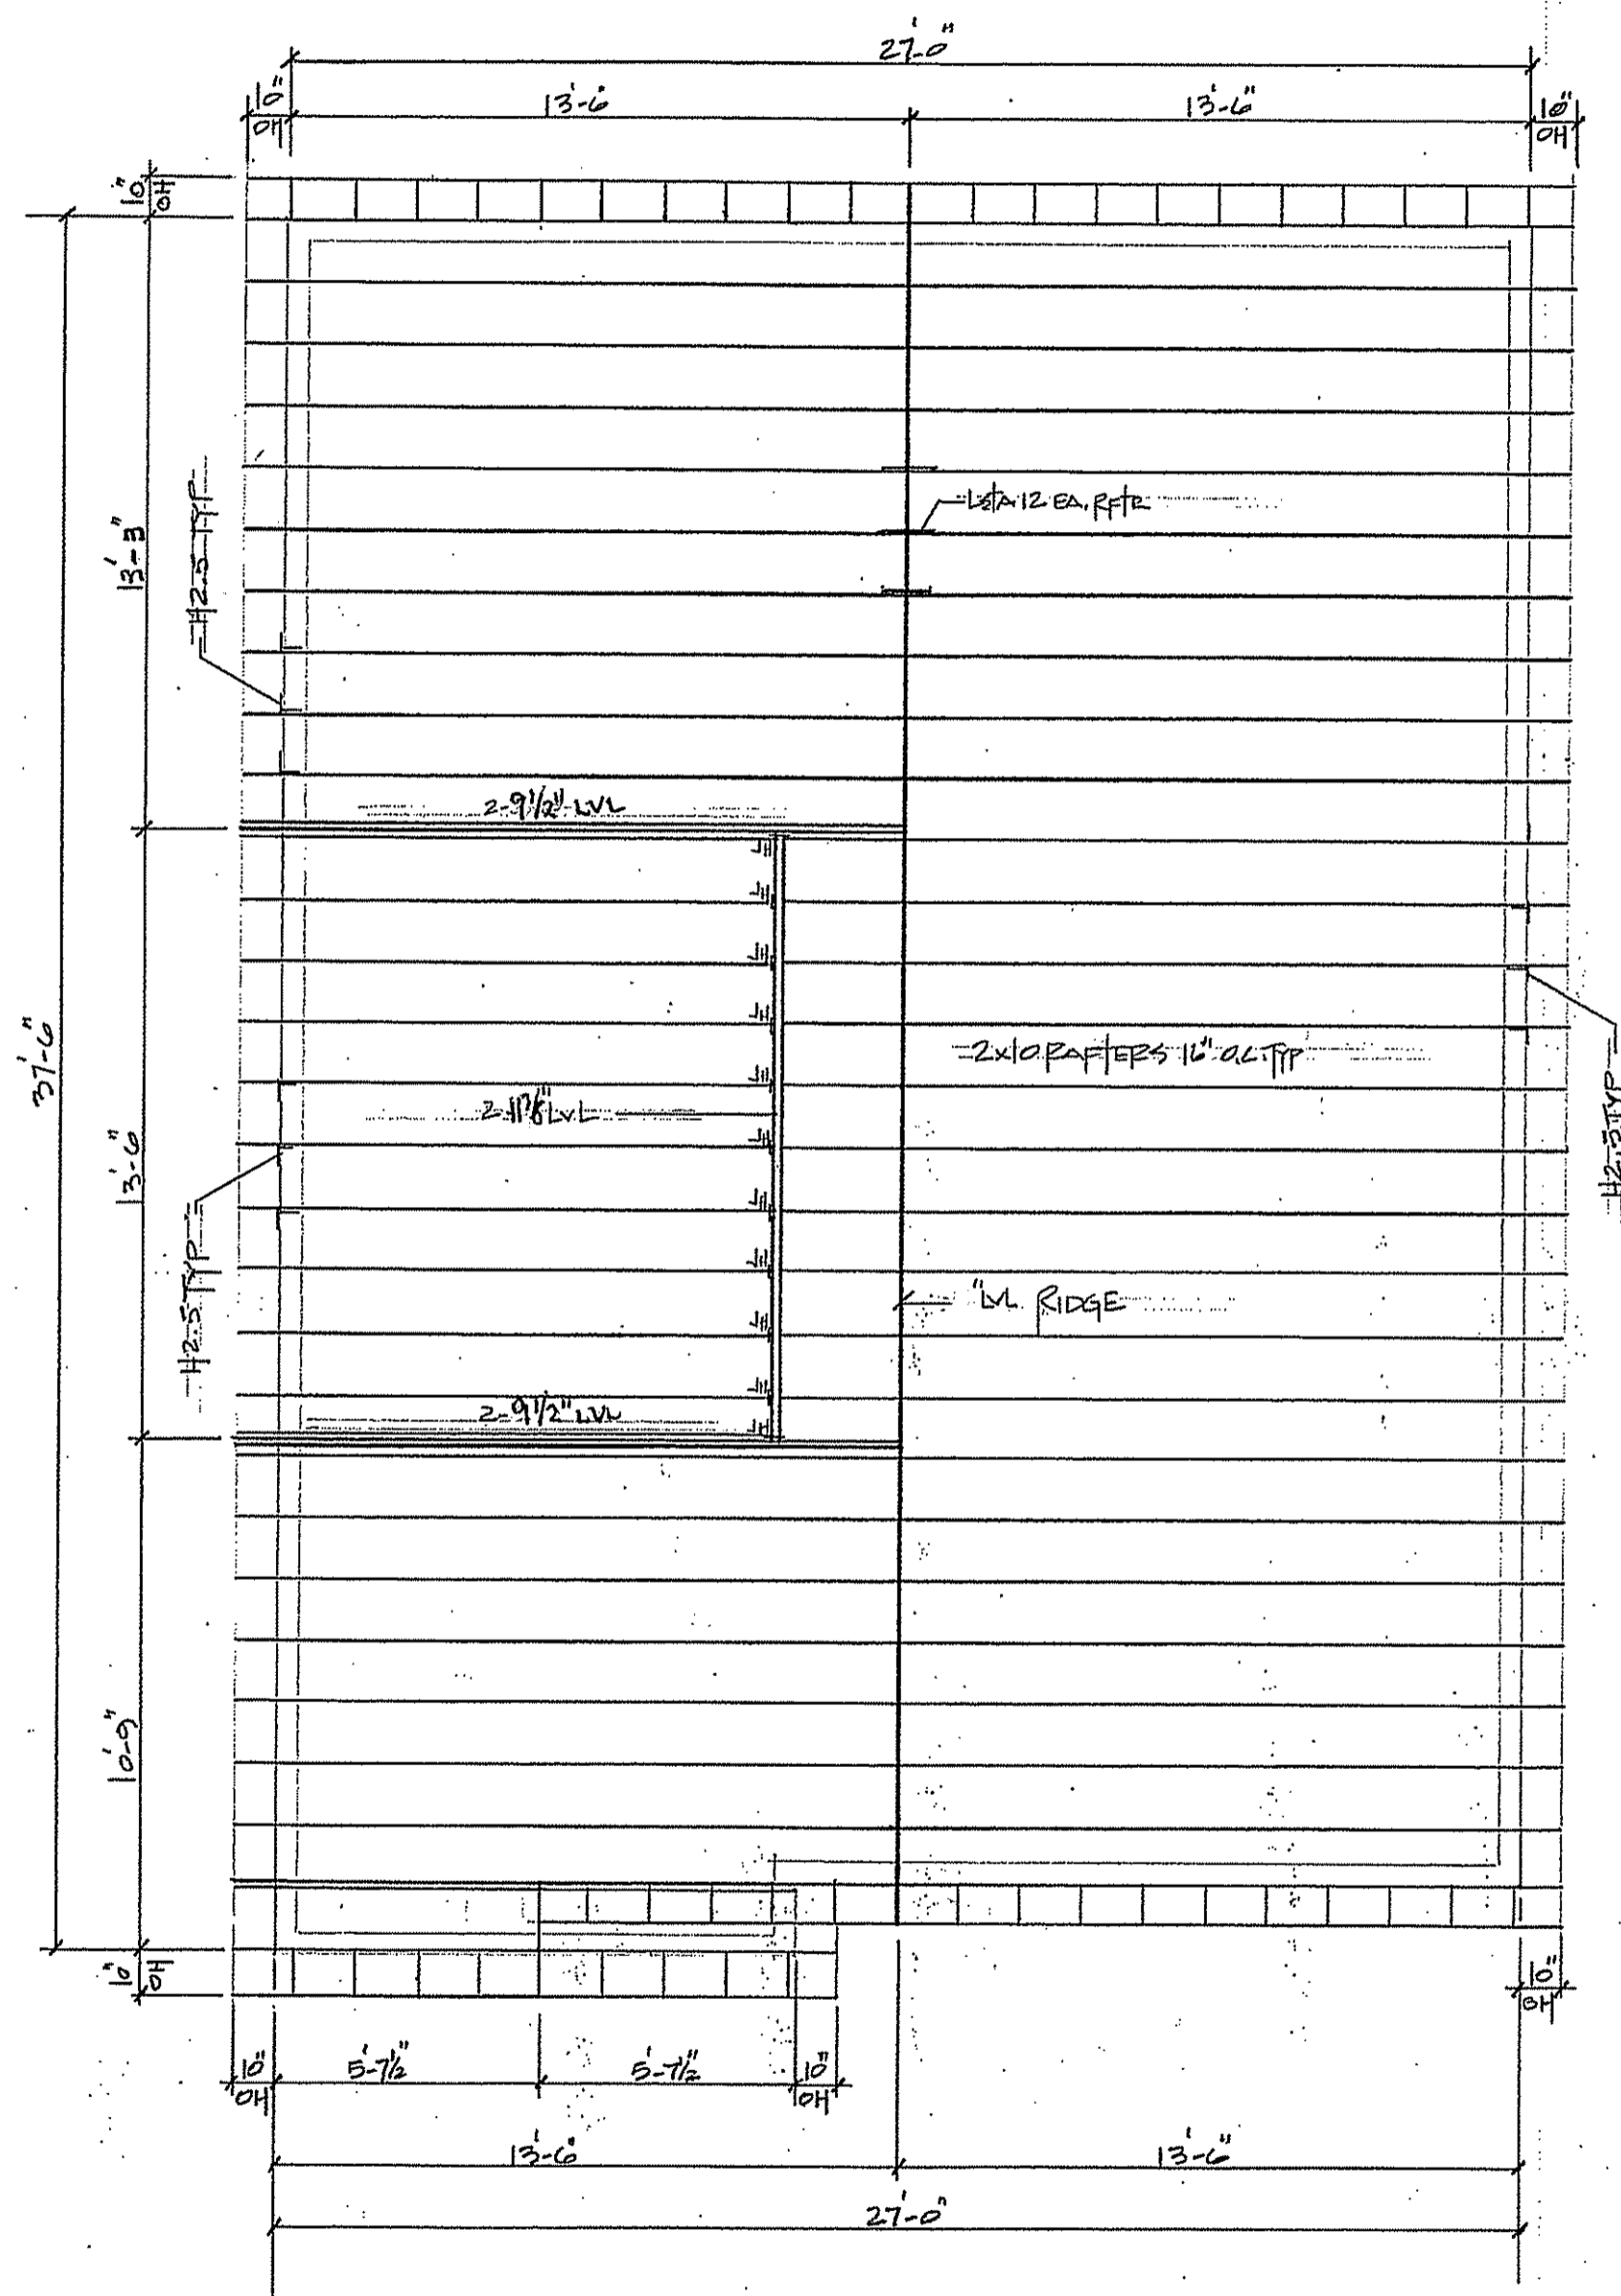 27'-0"
10"
OH
13'-6"
13'-6"
10"
OH
10"
OH
H2.5 TYP
LSTA 12 EA. RFTR
13'-3"
2-9 1/2" LVL
37'-6"
2x10 RAFTERS 16" O.C. TYP
2-11 7/8" LVL
H2.5 TYP
13'-6"
H2.5 TYP
" LVL RIDGE
2-9 1/2" LVL
10'-9"
10"
OH
10"
OH
10"
OH
5'-7 1/2"
5'-7 1/2"
10"
OH
13'-6"
13'-6"
27'-0"